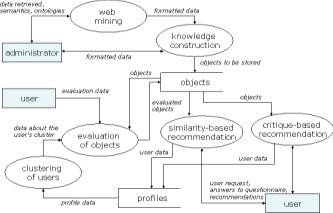 data retrieved,
semantics, ontologies
web
mining
formatted data
knowledge
construction
administrator
formatted data
objects to be stored
objects
objects
user
evaluation data
evaluated
objects
objects
data about the
user's cluster
evaluation
of objects
similarity-based
recommendation
critique-based
recommendation
user data
user data
clustering
of users
user request,
answers to questionnaire,
recommendations
profile data
profiles
user